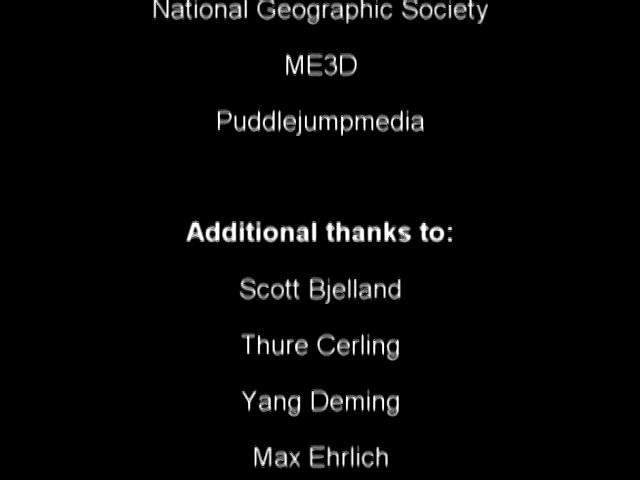 National Geographic Society
ME3D
Puddlejumpmedia
Additional thanks to:
Scott Bjelland
Thure Cerling
Yang Deming
Max Ehrlich